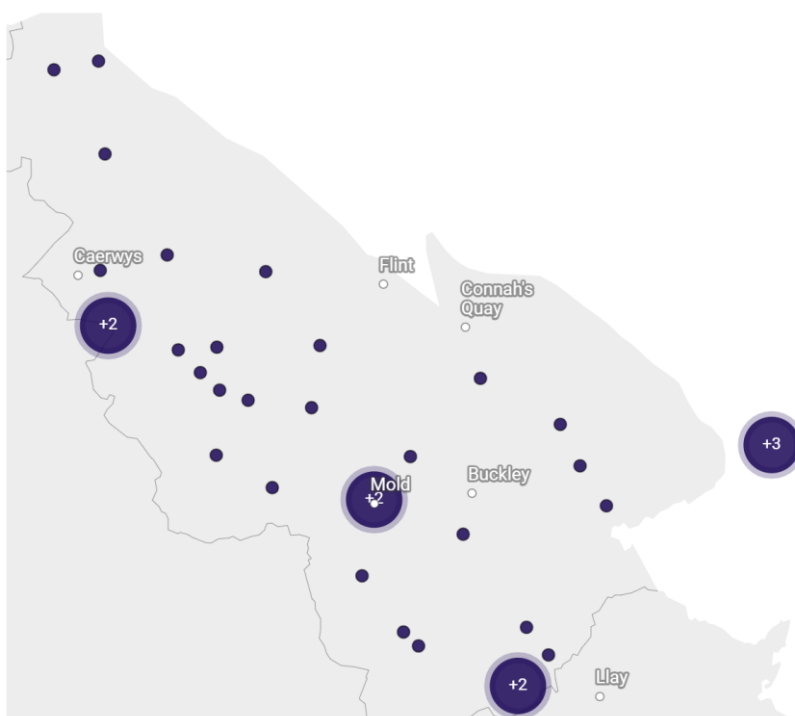 Caerwys
Flint
Connah's
Quay
+2
+3
Mold
+2
Buckley
+2
Llay